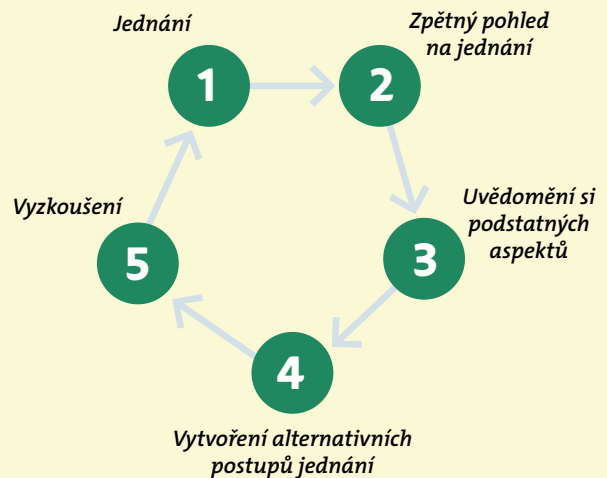 Jednání
1
Zpětný pohled
na jednání
2
Uvědomění si
podstatných
aspektů
3
Vytvoření alternativních
postupů jednání
4
Vyzkoušení
5